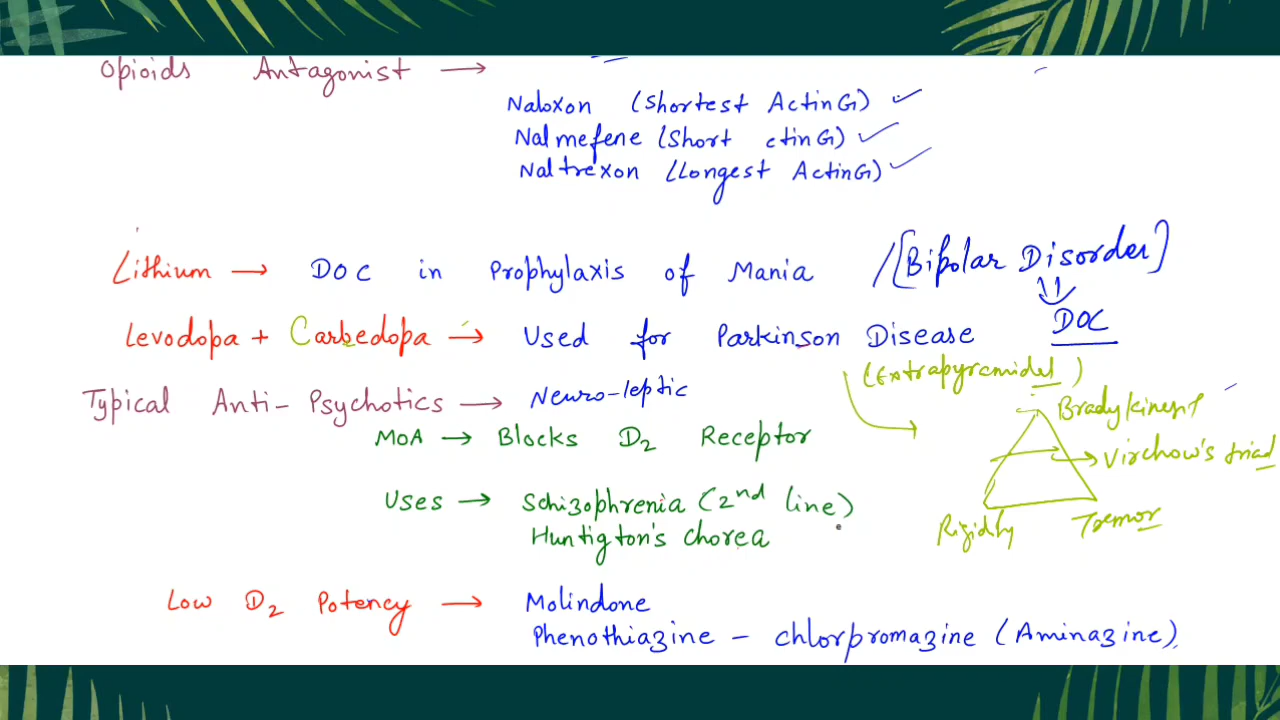 Opioids Antagonist →
Naloxon (Shortest ActinG) ✓
Nalmefene (Short ctinG) ✓
Naltrexon (Longest ActinG) ✓
Lithium → DOC in Prophylaxis of Mania /[Bipolar Disorder]
DOC
Levodopa + Carbedopa → Used for Parkinson Disease
(Extrapyramidel)
Typical Anti-Psychotics → Neuro-leptic
MOA → Blocks D2 Receptor
Uses → Schizophrenia (2nd line)
Huntigton's chorea
Virchow's triad
Rigidity
Tremor
Low D2 Potency → Molindone
Phenothiazine - chlorpromazine (Aminazine)